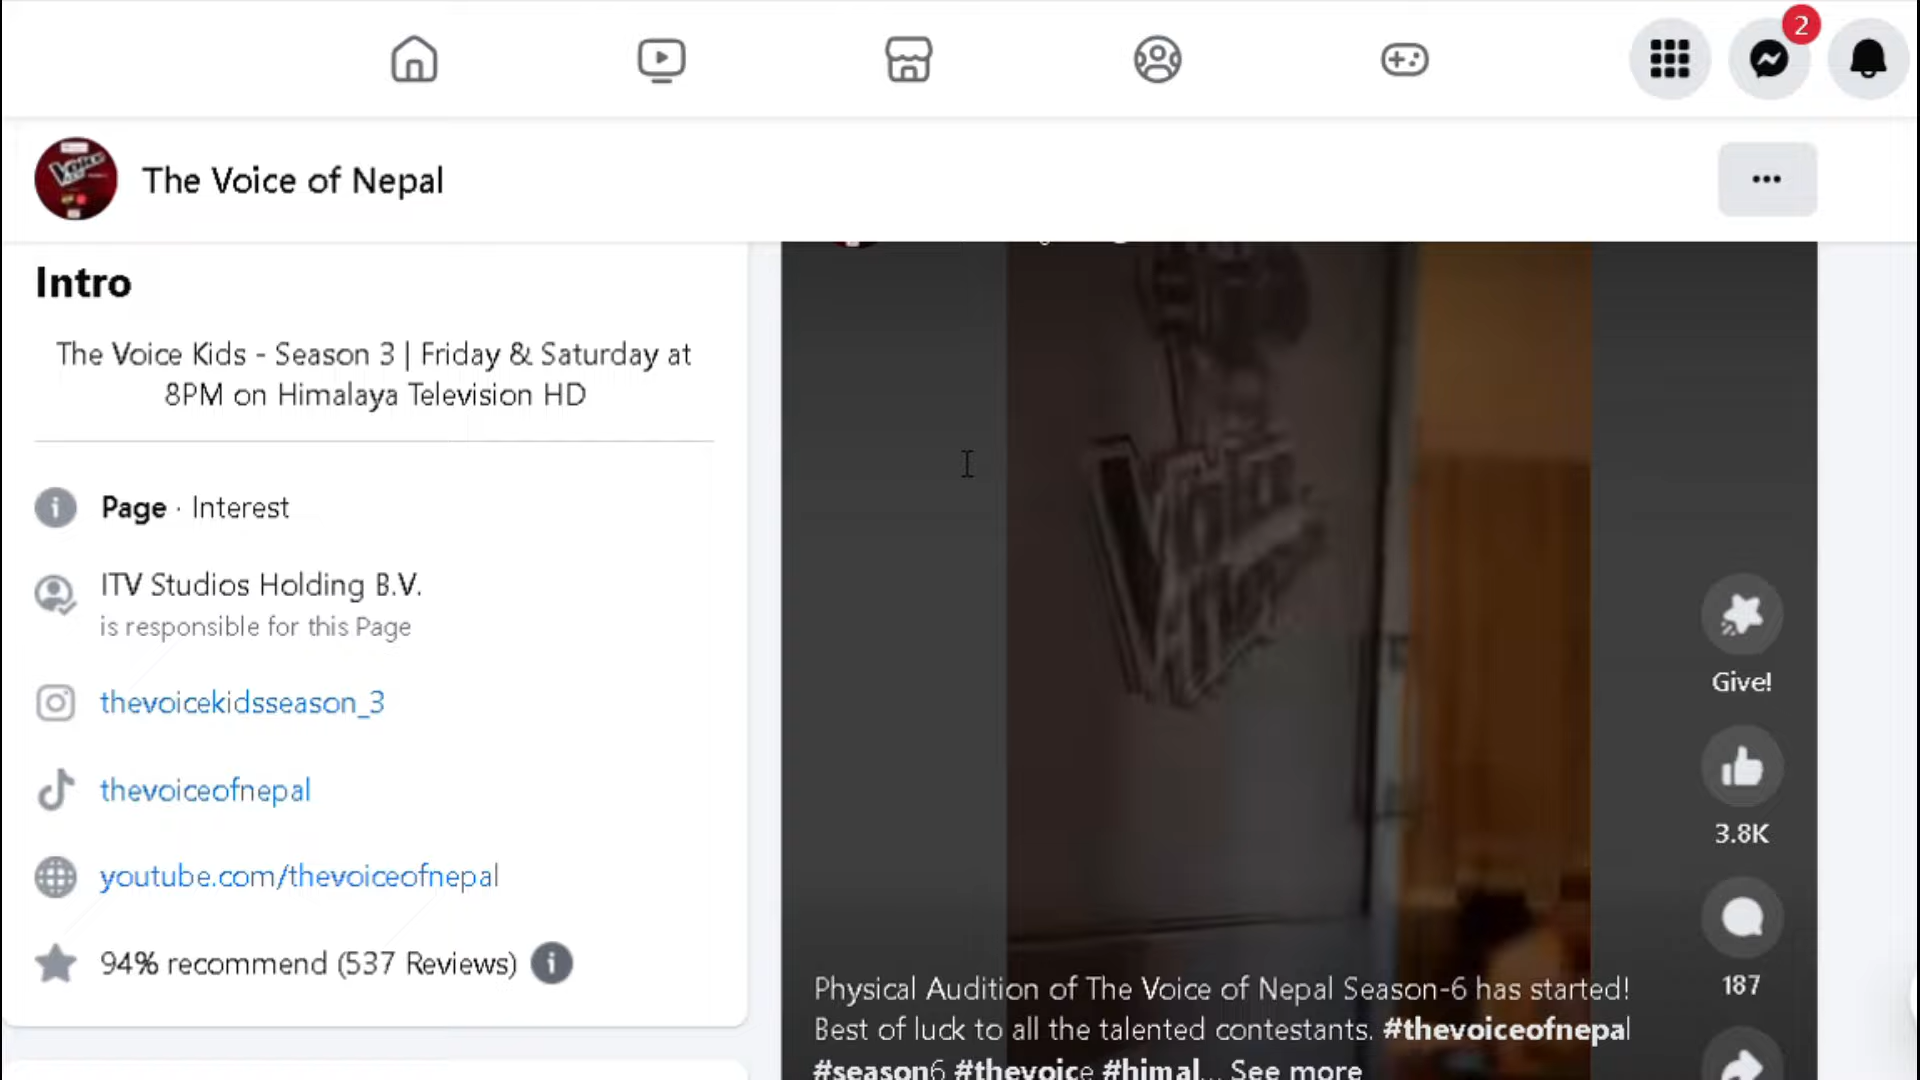 2
The Voice of Nepal
Intro
The Voice Kids - Season 3 | Friday & Saturday at
8PM on Himalaya Television HD
Page · Interest
ITV Studios Holding B.V.
is responsible for this Page
thevoicekidsseason_3
thevoiceofnepal
youtube.com/thevoiceofnepal
94% recommend (537 Reviews)
Give!
3.8K
187
Physical Audition of The Voice of Nepal Season-6 has started!
Best of luck to all the talented contestants. #thevoiceofnepal
#season6 #thevoice #himal... See more